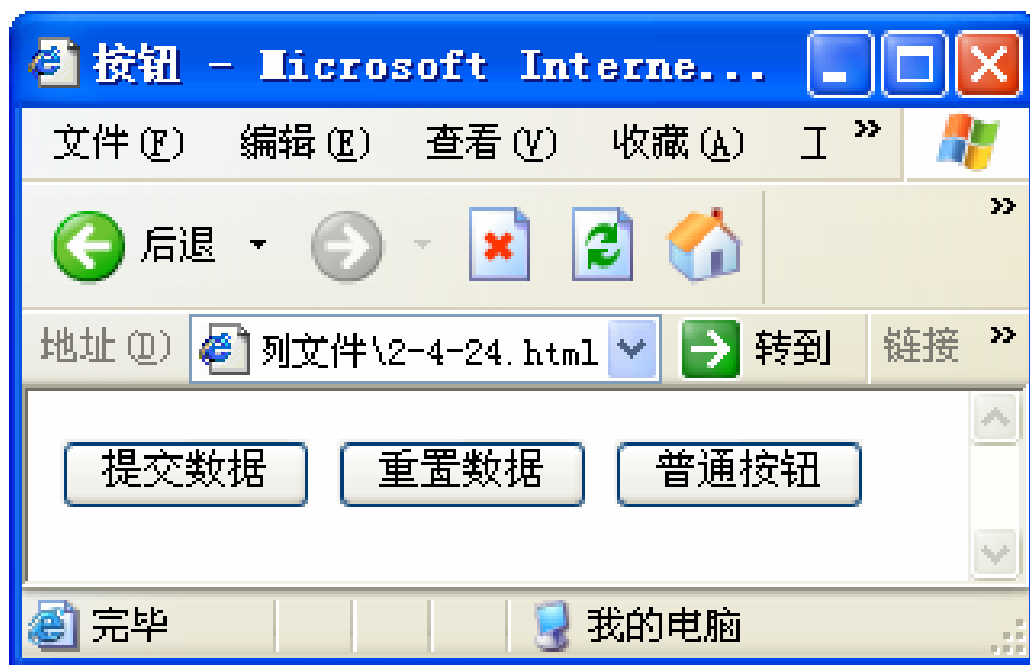 按钮 - Microsoft Interne...
文件(F) 编辑(E) 查看(V) 收藏(A) 工 »
后退 »
地址(D) 列文件\2-4-24.html 转到 链接 »
提交数据 重置数据 普通按钮
完毕 我的电脑